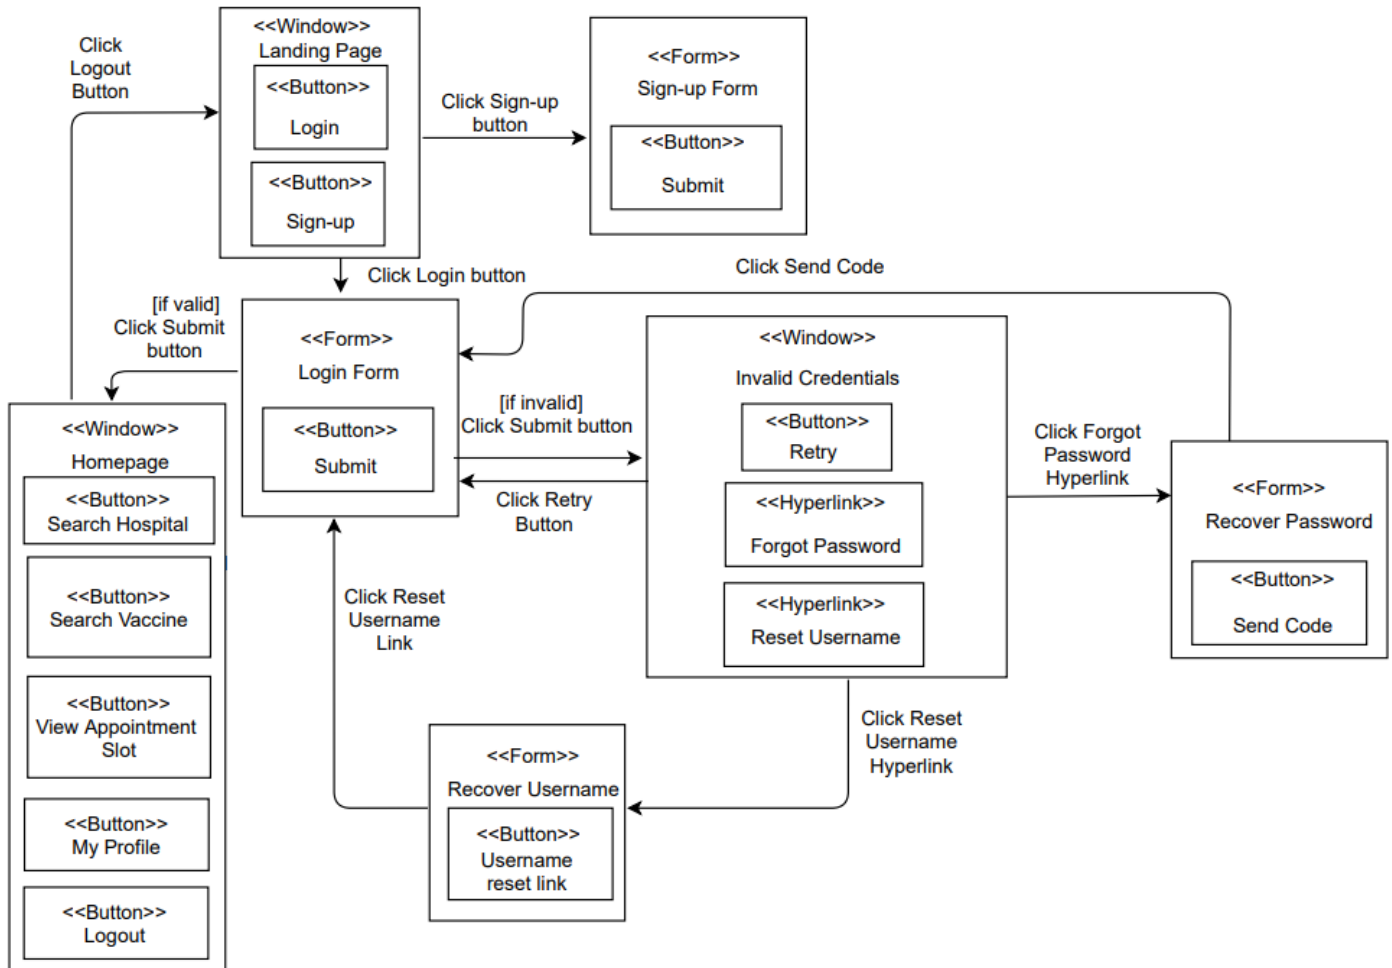 Click
Logout
Button
<<Window>>
Landing Page
<<Button>>
Login
<<Button>>
Sign-up
Click Sign-up
button
<<Form>>
Sign-up Form
<<Button>>
Submit
Click Login button
Click Send Code
[if valid]
Click Submit
button
<<Form>>
Login Form
<<Button>>
Submit
[if invalid]
Click Submit button
Click Retry
Button
<<Window>>
Invalid Credentials
<<Button>>
Retry
<<Hyperlink>>
Forgot Password
<<Hyperlink>>
Reset Username
Click Forgot
Password
Hyperlink
<<Form>>
Recover Password
<<Button>>
Send Code
<<Window>>
Homepage
<<Button>>
Search Hospital
<<Button>>
Search Vaccine
<<Button>>
View Appointment
Slot
<<Button>>
My Profile
<<Button>>
Logout
Click Reset
Username
Link
<<Form>>
Recover Username
<<Button>>
Username
reset link
Click Reset
Username
Hyperlink